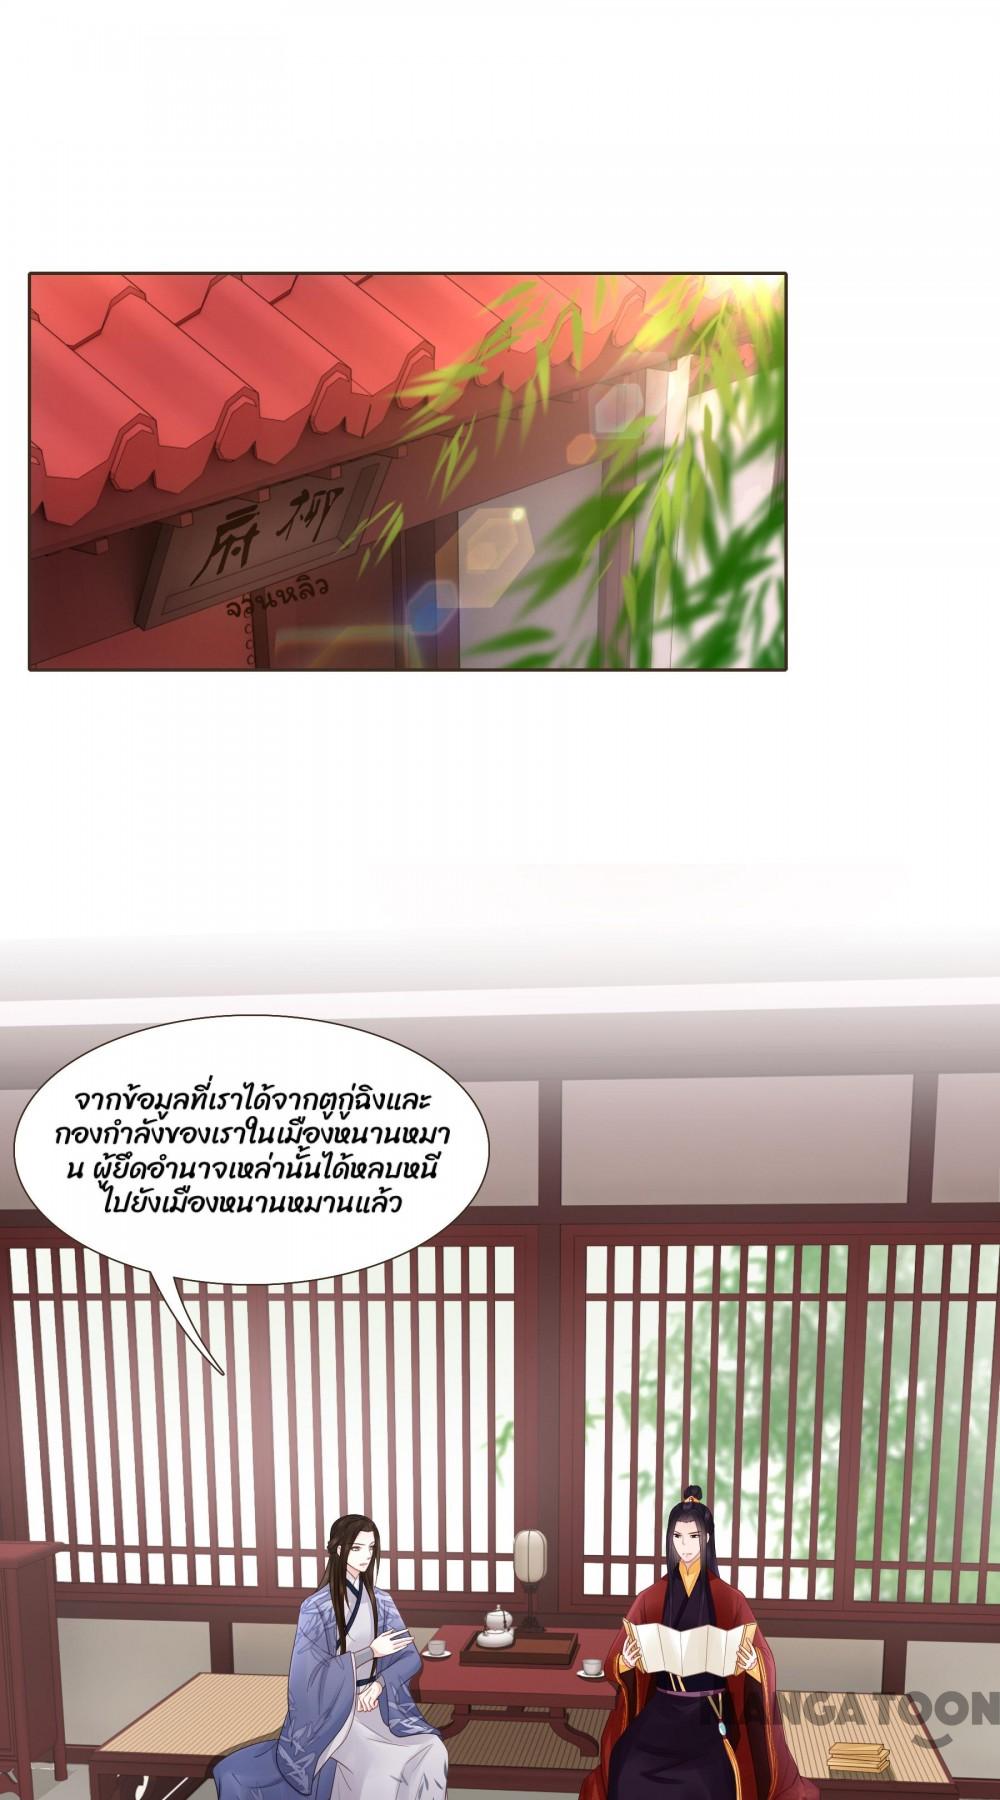 柳府
จวนหลิว
จากข้อมูลที่เราได้จากตูกู่ฉิงและ
กองกำลังของเราในเมืองหนานหมา
น ผู้ยึดอำนาจเหล่านั้นได้หลบหนี
ไปยังเมืองหนานหมานแล้ว
MANGA TOON